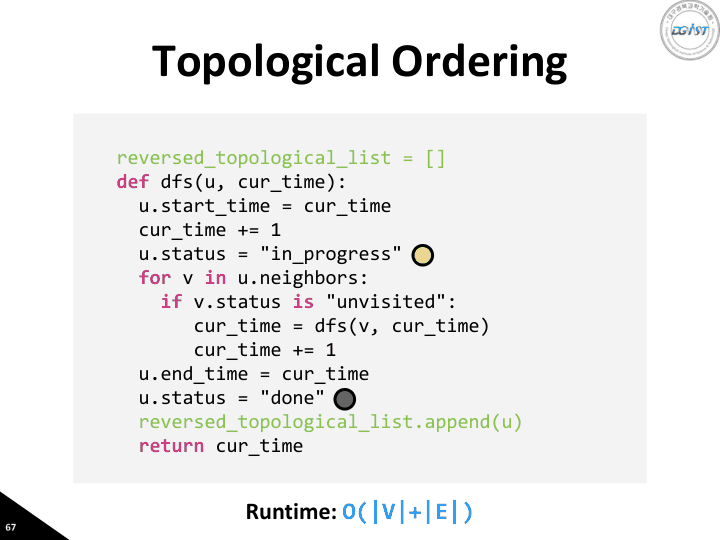 DGIST
Topological Ordering
reversed_topological_list = []
def dfs(u, cur_time):
  u.start_time = cur_time
  cur_time += 1
  u.status = "in_progress"
  for v in u.neighbors:
    if v.status is "unvisited":
       cur_time = dfs(v, cur_time)
       cur_time += 1
  u.end_time = cur_time
  u.status = "done"
  reversed_topological_list.append(u)
  return cur_time
Runtime: O(|V|+|E|)
67